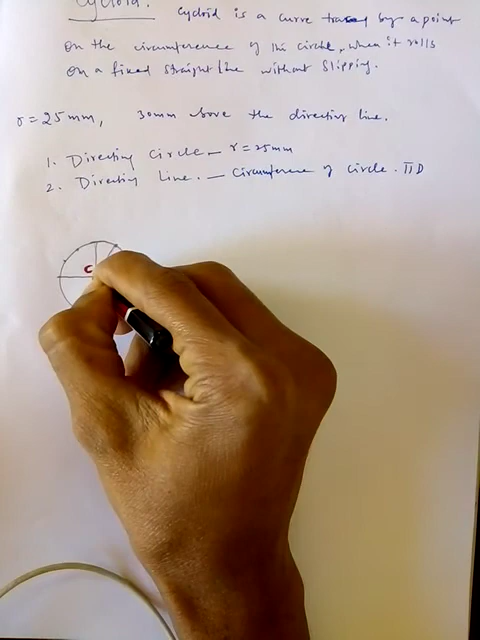 Cycloid. Cycloid is a curve traced by a point
on the circumference of the circle, when it rolls
on a fixed straight line without slipping.
r = 25mm, 30mm above the directing line.
1. Directing Circle – r = 25mm
2. Directing Line. – Circumference of circle. ΠD
C